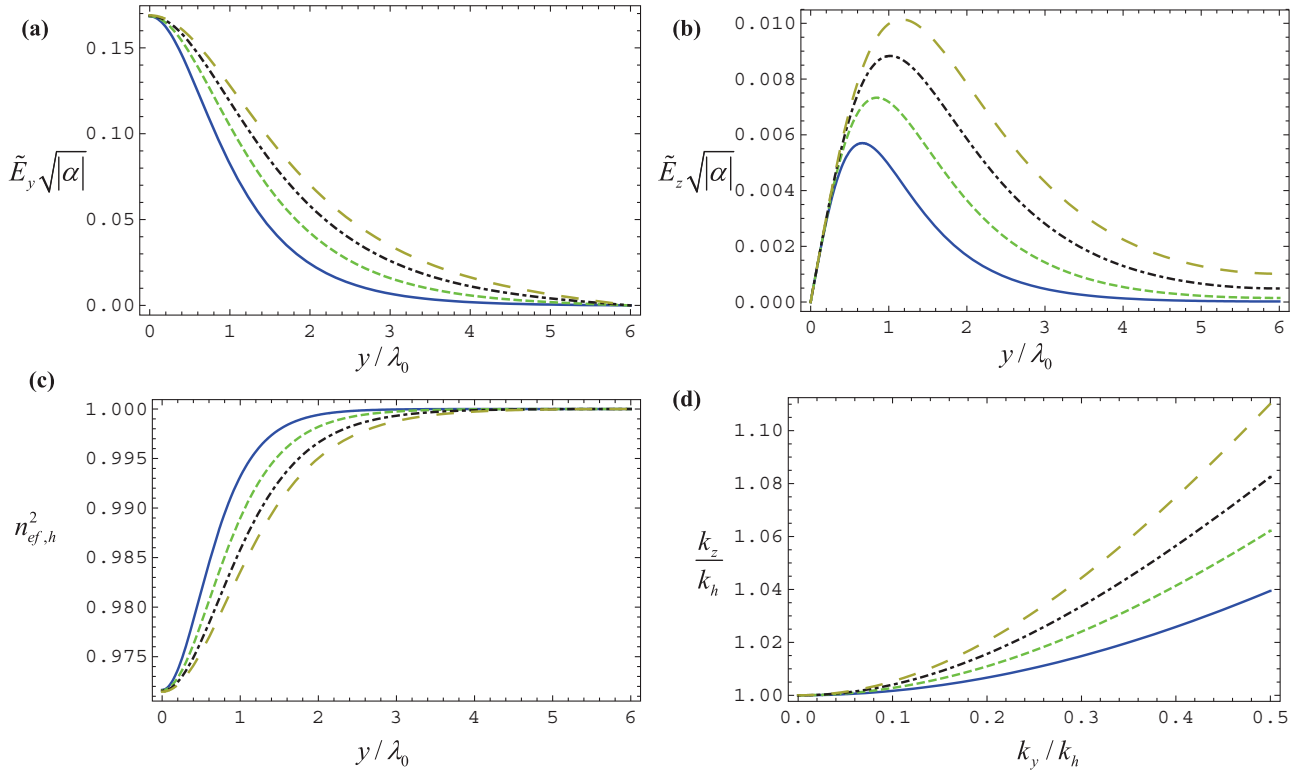 (a)
0.15
0.10
0.05
0.00
Ẽ_y√|α|
0 1 2 3 4 5 6
y / λ₀
(b)
0.010
0.008
0.006
0.004
0.002
0.000
Ẽ_z√|α|
0 1 2 3 4 5 6
y / λ₀
(c)
1.000
0.995
0.990
0.985
0.980
0.975
n²_ef,h
0 1 2 3 4 5 6
y / λ₀
(d)
1.10
1.08
1.06
1.04
1.02
1.00
k_z
k_h
0.0 0.1 0.2 0.3 0.4 0.5
k_y / k_h